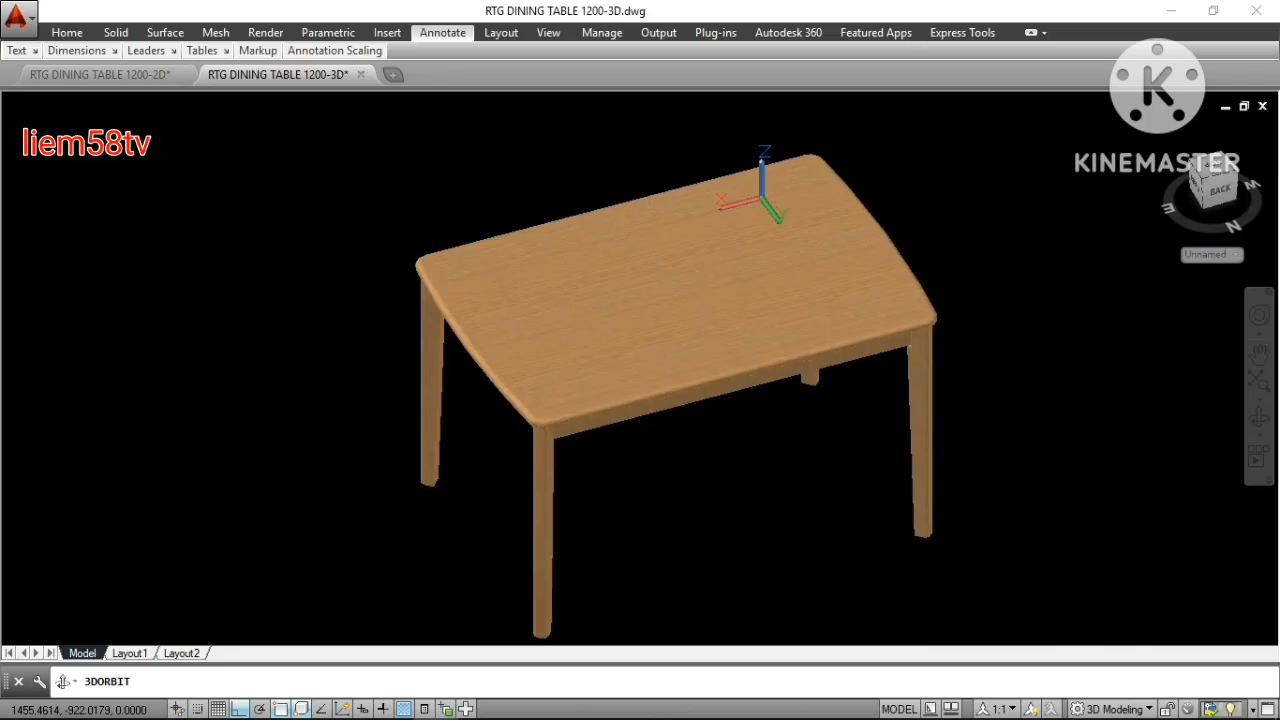 RTG DINING TABLE 1200-3D.dwg
Home Solid Surface Mesh Render Parametric Insert Annotate Layout View Manage Output Plug-ins Autodesk 360 Featured Apps Express Tools
Text Dimensions Leaders Tables Markup Annotation Scaling
RTG DINING TABLE 1200-2D* RTG DINING TABLE 1200-3D*
K
liem58tv
KINEMASTER
Z
X
Y
BACK
W
E
N
Unnamed
Model Layout1 Layout2
3DORBIT
1455.4614, -922.0179, 0.0000 MODEL 1:1 3D Modeling